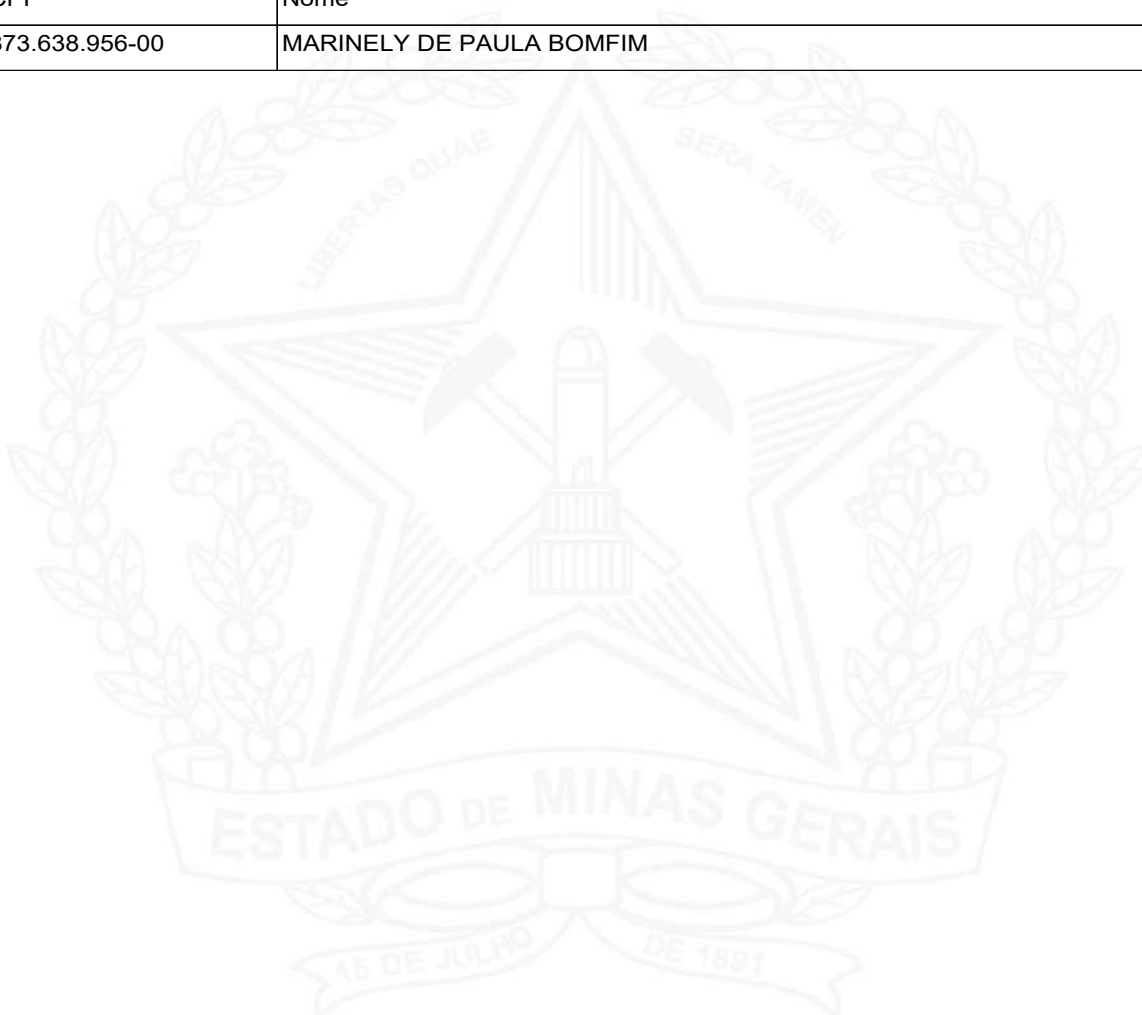 Nome
873.638.956-00 MARINELY DE PAULA BOMFIM
LIBERTAS QUAE SERA TAMEN
ESTADO DE MINAS GERAIS
15 DE JULHO DE 1891